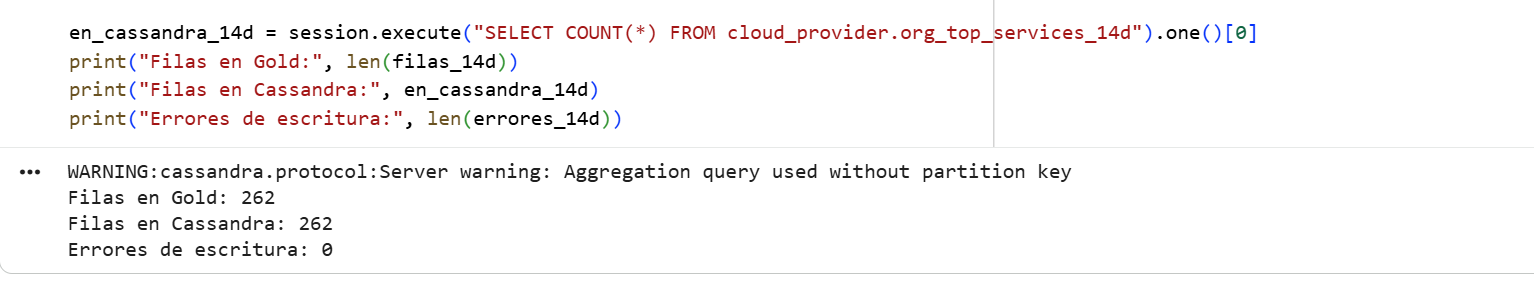 en_cassandra_14d = session.execute("SELECT COUNT(*) FROM cloud_provider.org_top_services_14d").one()[0]
print("Filas en Gold:", len(filas_14d))
print("Filas en Cassandra:", en_cassandra_14d)
print("Errores de escritura:", len(errores_14d))
••• WARNING:cassandra.protocol:Server warning: Aggregation query used without partition key
Filas en Gold: 262
Filas en Cassandra: 262
Errores de escritura: 0